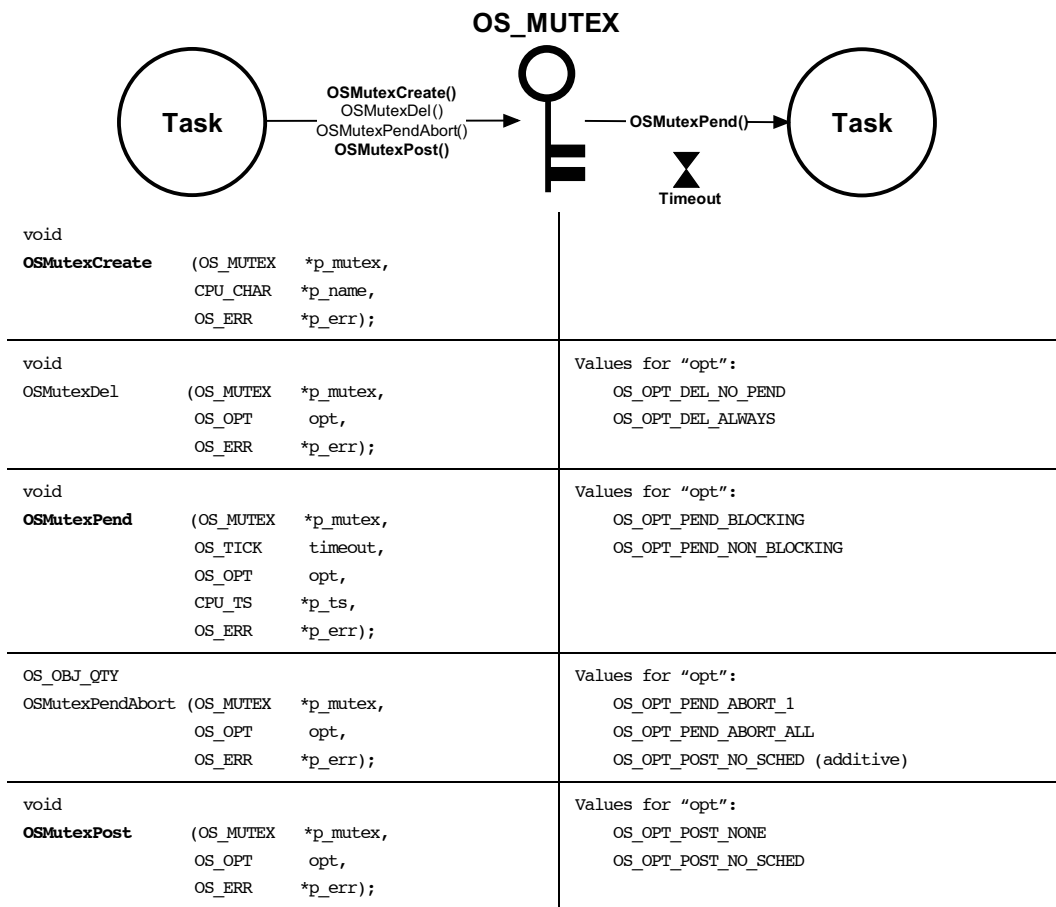 OS_MUTEX
Task
OSMutexCreate()
OSMutexDel()
OSMutexPendAbort()
OSMutexPost()
OSMutexPend()
Timeout
Task
void
OSMutexCreate (OS_MUTEX *p_mutex,
CPU_CHAR *p_name,
OS_ERR *p_err);
void
OSMutexDel (OS_MUTEX *p_mutex,
OS_OPT opt,
OS_ERR *p_err);
Values for “opt”:
OS_OPT_DEL_NO_PEND
OS_OPT_DEL_ALWAYS
void
OSMutexPend (OS_MUTEX *p_mutex,
OS_TICK timeout,
OS_OPT opt,
CPU_TS *p_ts,
OS_ERR *p_err);
Values for “opt”:
OS_OPT_PEND_BLOCKING
OS_OPT_PEND_NON_BLOCKING
OS_OBJ_QTY
OSMutexPendAbort (OS_MUTEX *p_mutex,
OS_OPT opt,
OS_ERR *p_err);
Values for “opt”:
OS_OPT_PEND_ABORT_1
OS_OPT_PEND_ABORT_ALL
OS_OPT_POST_NO_SCHED (additive)
void
OSMutexPost (OS_MUTEX *p_mutex,
OS_OPT opt,
OS_ERR *p_err);
Values for “opt”:
OS_OPT_POST_NONE
OS_OPT_POST_NO_SCHED